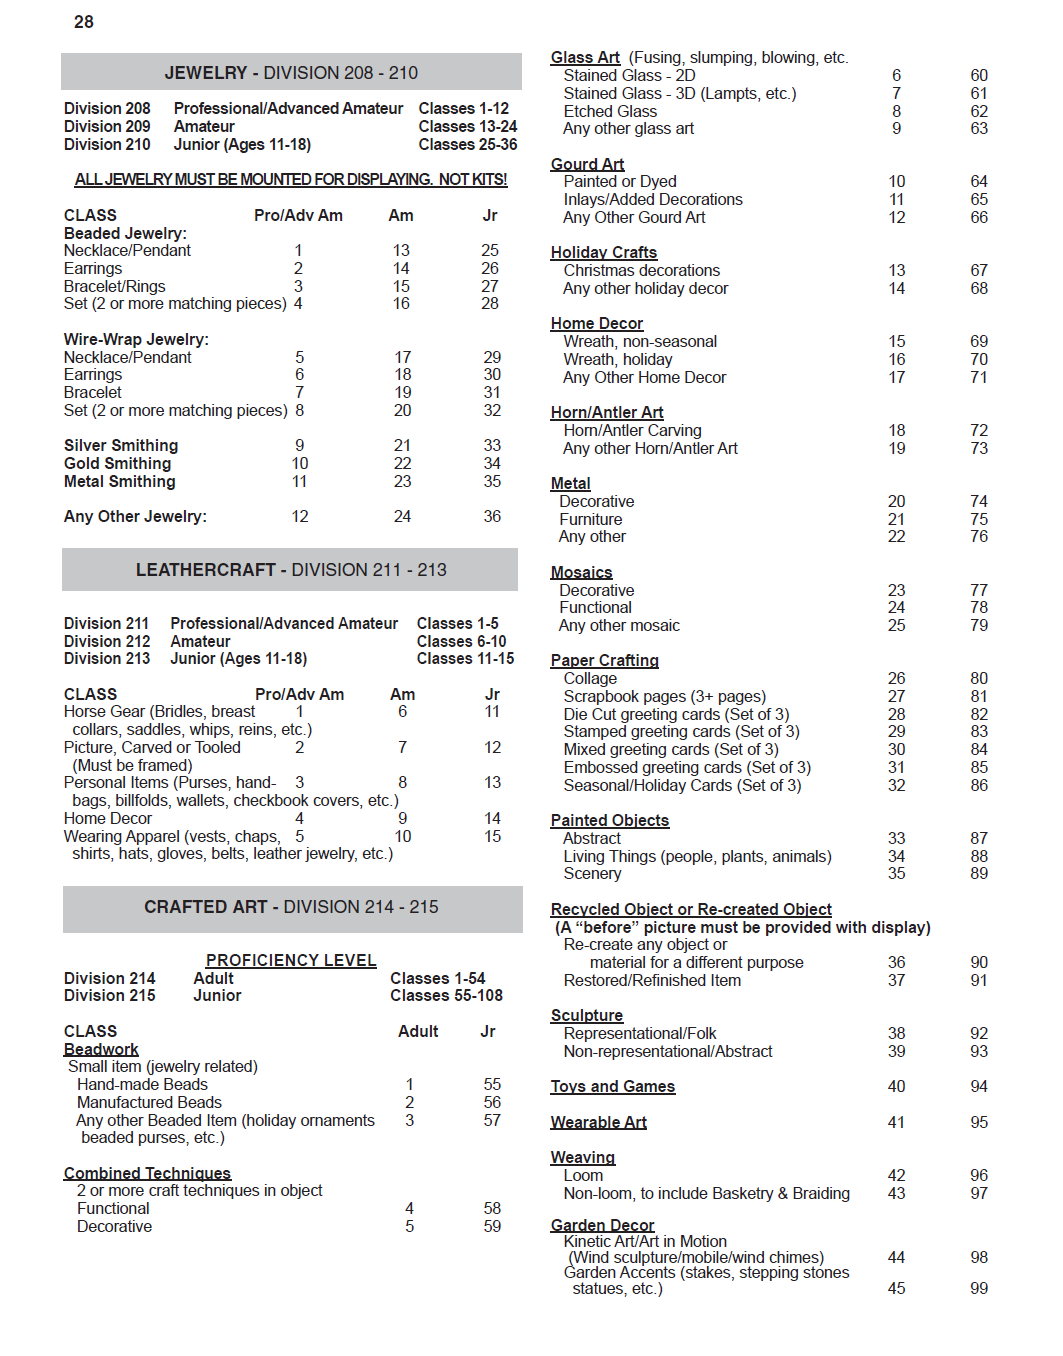 28
JEWELRY - DIVISION 208 - 210
Division 208 Professional/Advanced Amateur Classes 1-12
Division 209 Amateur Classes 13-24
Division 210 Junior (Ages 11-18) Classes 25-36
ALL JEWELRY MUST BE MOUNTED FOR DISPLAYING. NOT KITS!
CLASS Pro/Adv Am Am Jr
Beaded Jewelry:
Necklace/Pendant 1 13 25
Earrings 2 14 26
Bracelet/Rings 3 15 27
Set (2 or more matching pieces) 4 16 28
Wire-Wrap Jewelry:
Necklace/Pendant 5 17 29
Earrings 6 18 30
Bracelet 7 19 31
Set (2 or more matching pieces) 8 20 32
Silver Smithing 9 21 33
Gold Smithing 10 22 34
Metal Smithing 11 23 35
Any Other Jewelry: 12 24 36
LEATHERCRAFT - DIVISION 211 - 213
Division 211 Professional/Advanced Amateur Classes 1-5
Division 212 Amateur Classes 6-10
Division 213 Junior (Ages 11-18) Classes 11-15
CLASS Pro/Adv Am Am Jr
Horse Gear (Bridles, breast 1 6 11
collars, saddles, whips, reins, etc.)
Picture, Carved or Tooled 2 7 12
(Must be framed)
Personal Items (Purses, hand- 3 8 13
bags, billfolds, wallets, checkbook covers, etc.)
Home Decor 4 9 14
Wearing Apparel (vests, chaps, 5 10 15
shirts, hats, gloves, belts, leather jewelry, etc.)
CRAFTED ART - DIVISION 214 - 215
PROFICIENCY LEVEL
Division 214 Adult Classes 1-54
Division 215 Junior Classes 55-108
CLASS Adult Jr
Beadwork
Small item (jewelry related)
Hand-made Beads 1 55
Manufactured Beads 2 56
Any other Beaded Item (holiday ornaments 3 57
beaded purses, etc.)
Combined Techniques
2 or more craft techniques in object
Functional 4 58
Decorative 5 59
Glass Art (Fusing, slumping, blowing, etc.
Stained Glass - 2D 6 60
Stained Glass - 3D (Lampts, etc.) 7 61
Etched Glass 8 62
Any other glass art 9 63
Gourd Art
Painted or Dyed 10 64
Inlays/Added Decorations 11 65
Any Other Gourd Art 12 66
Holiday Crafts
Christmas decorations 13 67
Any other holiday decor 14 68
Home Decor
Wreath, non-seasonal 15 69
Wreath, holiday 16 70
Any Other Home Decor 17 71
Horn/Antler Art
Horn/Antler Carving 18 72
Any other Horn/Antler Art 19 73
Metal
Decorative 20 74
Furniture 21 75
Any other 22 76
Mosaics
Decorative 23 77
Functional 24 78
Any other mosaic 25 79
Paper Crafting
Collage 26 80
Scrapbook pages (3+ pages) 27 81
Die Cut greeting cards (Set of 3) 28 82
Stamped greeting cards (Set of 3) 29 83
Mixed greeting cards (Set of 3) 30 84
Embossed greeting cards (Set of 3) 31 85
Seasonal/Holiday Cards (Set of 3) 32 86
Painted Objects
Abstract 33 87
Living Things (people, plants, animals) 34 88
Scenery 35 89
Recycled Object or Re-created Object
(A “before” picture must be provided with display)
Re-create any object or
material for a different purpose 36 90
Restored/Refinished Item 37 91
Sculpture
Representational/Folk 38 92
Non-representational/Abstract 39 93
Toys and Games 40 94
Wearable Art 41 95
Weaving
Loom 42 96
Non-loom, to include Basketry & Braiding 43 97
Garden Decor
Kinetic Art/Art in Motion
(Wind sculpture/mobile/wind chimes) 44 98
Garden Accents (stakes, stepping stones
statues, etc.) 45 99